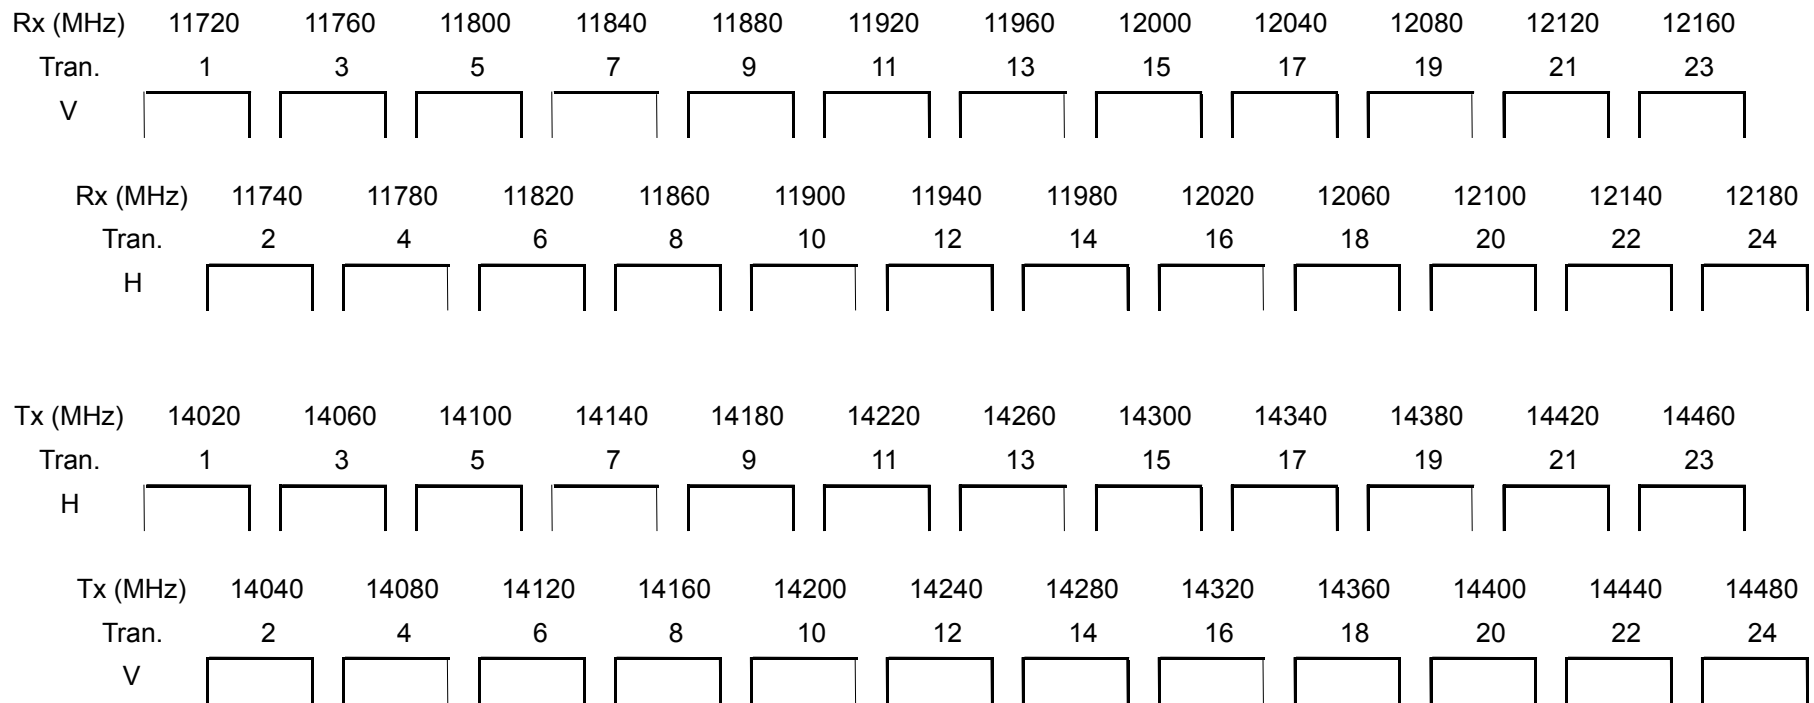 Rx (MHz) 11720 11760 11800 11840 11880 11920 11960 12000 12040 12080 12120 12160
Tran. 1 3 5 7 9 11 13 15 17 19 21 23
V
Rx (MHz) 11740 11780 11820 11860 11900 11940 11980 12020 12060 12100 12140 12180
Tran. 2 4 6 8 10 12 14 16 18 20 22 24
H
Tx (MHz) 14020 14060 14100 14140 14180 14220 14260 14300 14340 14380 14420 14460
Tran. 1 3 5 7 9 11 13 15 17 19 21 23
H
Tx (MHz) 14040 14080 14120 14160 14200 14240 14280 14320 14360 14400 14440 14480
Tran. 2 4 6 8 10 12 14 16 18 20 22 24
V